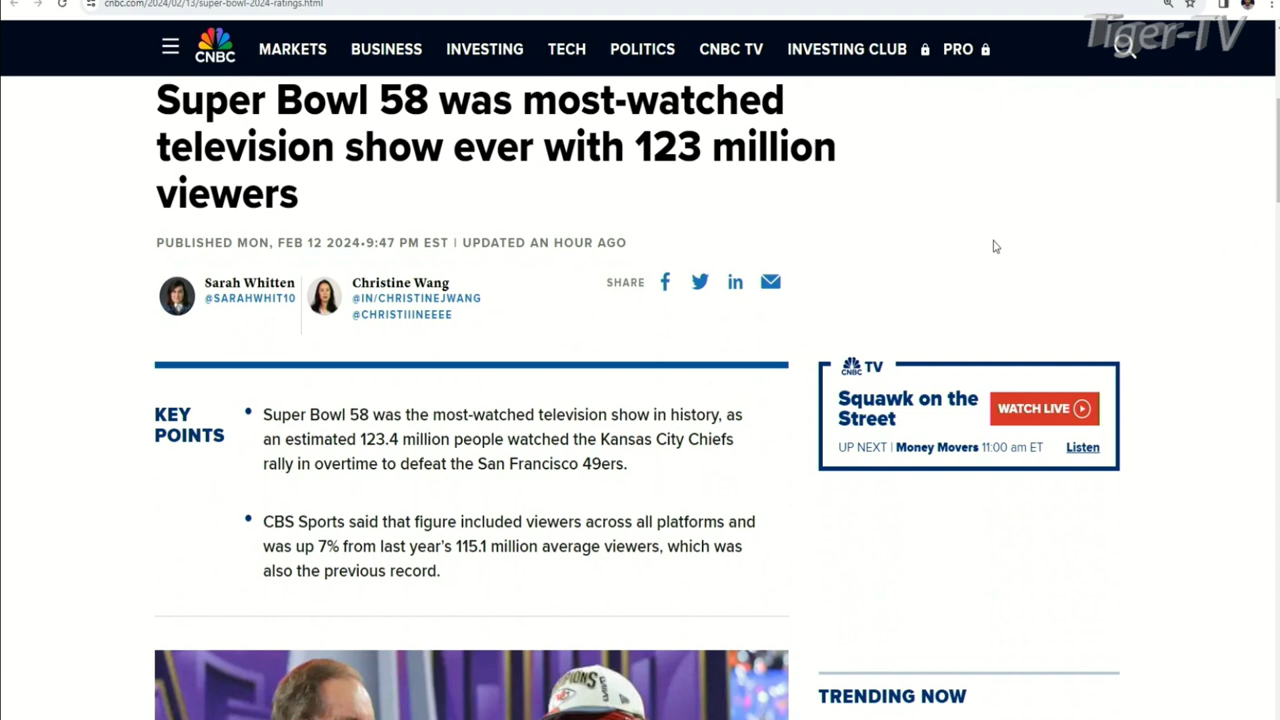 cnbc.com/2024/02/13/super-bowl-2024-ratings.html
Tiger-TV
CNBC
MARKETS BUSINESS INVESTING TECH POLITICS CNBC TV INVESTING CLUB PRO
Super Bowl 58 was most-watched
television show ever with 123 million
viewers
PUBLISHED MON, FEB 12 2024•9:47 PM EST | UPDATED AN HOUR AGO
Sarah Whitten
@SARAHWHIT10
Christine Wang
@IN/CHRISTINEJWANG
@CHRISTIIINEEEE
SHARE
KEY
POINTS
• Super Bowl 58 was the most-watched television show in history, as
an estimated 123.4 million people watched the Kansas City Chiefs
rally in overtime to defeat the San Francisco 49ers.
• CBS Sports said that figure included viewers across all platforms and
was up 7% from last year's 115.1 million average viewers, which was
also the previous record.
CNBC TV
Squawk on the
Street
WATCH LIVE
UP NEXT | Money Movers 11:00 am ET Listen
TRENDING NOW